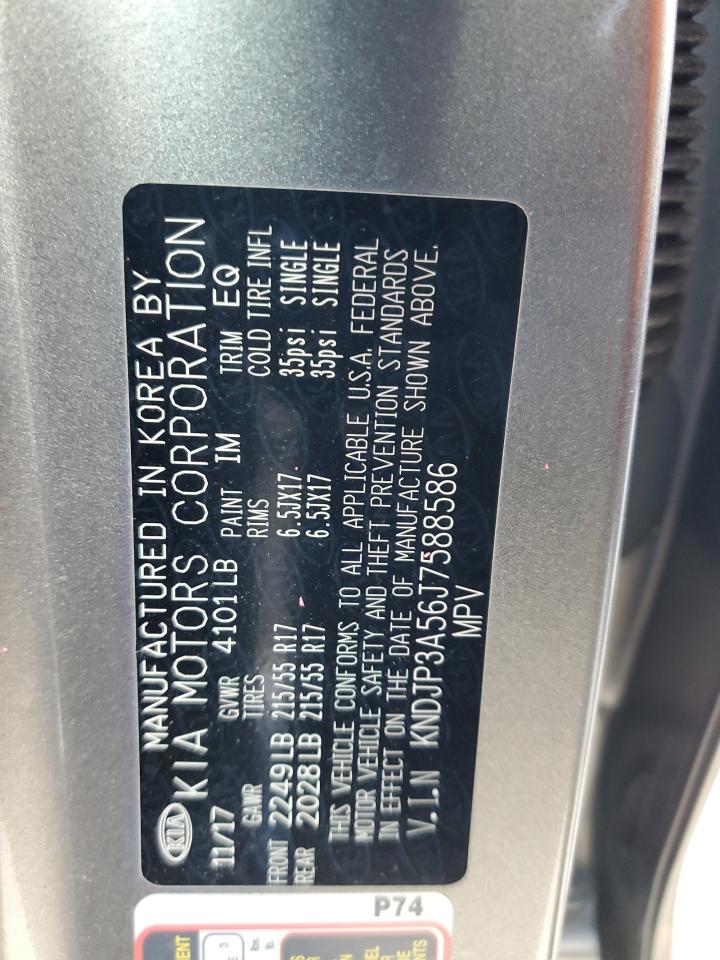 KIA
MANUFACTURED IN KOREA BY
KIA MOTORS CORPORATION
11/17 GVWR 4101LB PAINT IM TRIM EQ
GAWR TIRES RIMS COLD TIRE INFL
FRONT 2249LB 215/55 R17 6.5JX17 35psi SINGLE
REAR 2028LB 215/55 R17 6.5JX17 35psi SINGLE
THIS VEHICLE CONFORMS TO ALL APPLICABLE U.S.A. FEDERAL
MOTOR VEHICLE SAFETY AND THEFT PREVENTION STANDARDS
IN EFFECT ON THE DATE OF MANUFACTURE SHOWN ABOVE.
V.I.N KNDJP3A56J7588586
MPV
P74